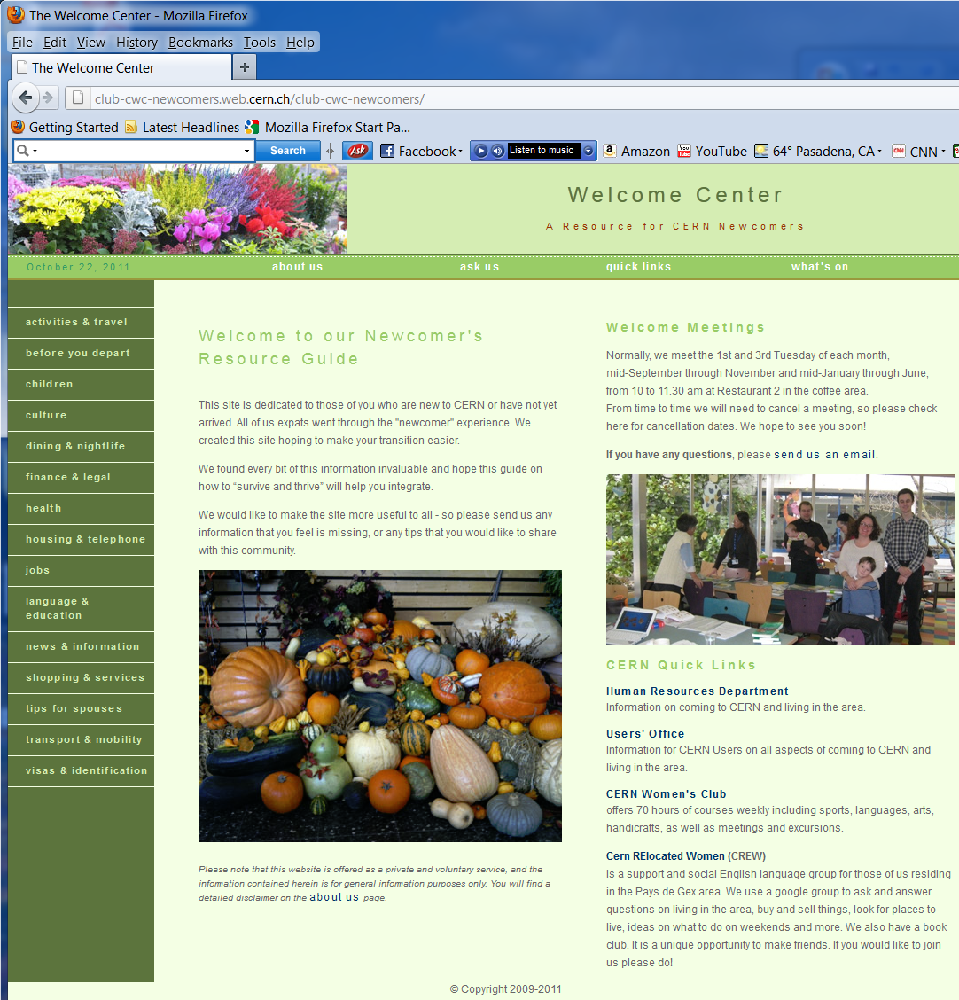 The Welcome Center - Mozilla Firefox
File Edit View History Bookmarks Tools Help
The Welcome Center +
club-cwc-newcomers.web.cern.ch/club-cwc-newcomers/
Getting Started Latest Headlines Mozilla Firefox Start Pa...
Search Ask Facebook Listen to music Amazon YouTube 64° Pasadena, CA CNN
Welcome Center
A Resource for CERN Newcomers
October 22, 2011 about us ask us quick links what's on
activities & travel
before you depart
children
culture
dining & nightlife
finance & legal
health
housing & telephone
jobs
language &
education
news & information
shopping & services
tips for spouses
transport & mobility
visas & identification
Welcome to our Newcomer's
Resource Guide
This site is dedicated to those of you who are new to CERN or have not yet
arrived. All of us expats went through the "newcomer" experience. We
created this site hoping to make your transition easier.
We found every bit of this information invaluable and hope this guide on
how to “survive and thrive” will help you integrate.
We would like to make the site more useful to all - so please send us any
information that you feel is missing, or any tips that you would like to share
with this community.
Please note that this website is offered as a private and voluntary service, and the
information contained herein is for general information purposes only. You will find a
detailed disclaimer on the about us page.
Welcome Meetings
Normally, we meet the 1st and 3rd Tuesday of each month,
mid-September through November and mid-January through June,
from 10 to 11.30 am at Restaurant 2 in the coffee area.
From time to time we will need to cancel a meeting, so please check
here for cancellation dates. We hope to see you soon!
If you have any questions, please send us an email.
CERN Quick Links
Human Resources Department
Information on coming to CERN and living in the area.
Users' Office
Information for CERN Users on all aspects of coming to CERN and
living in the area.
CERN Women's Club
offers 70 hours of courses weekly including sports, languages, arts,
handicrafts, as well as meetings and excursions.
Cern RElocated Women (CREW)
Is a support and social English language group for those of us residing
in the Pays de Gex area. We use a google group to ask and answer
questions on living in the area, buy and sell things, look for places to
live, ideas on what to do on weekends and more. We also have a book
club. It is a unique opportunity to make friends. If you would like to join
us please do!
© Copyright 2009-2011